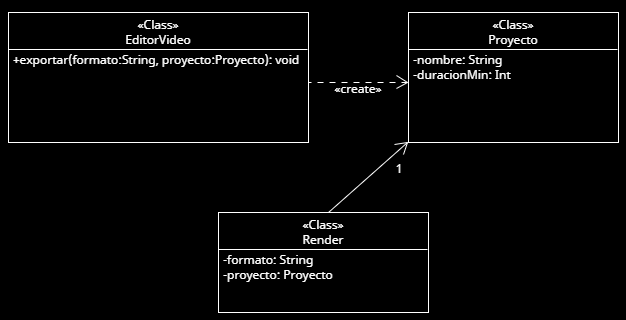 «Class»
EditorVideo
+exportar(formato:String, proyecto:Proyecto): void
«Class»
Proyecto
-nombre: String
-duracionMin: Int
«create»
1
«Class»
Render
-formato: String
-proyecto: Proyecto